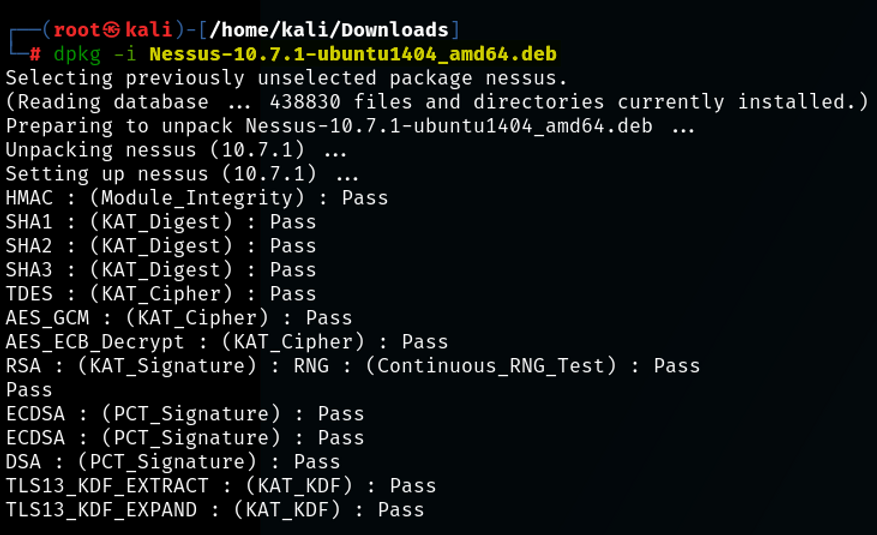 ┌──(root㉿kali)-[/home/kali/Downloads]
└─# dpkg -i Nessus-10.7.1-ubuntu1404_amd64.deb
Selecting previously unselected package nessus.
(Reading database ... 438830 files and directories currently installed.)
Preparing to unpack Nessus-10.7.1-ubuntu1404_amd64.deb ...
Unpacking nessus (10.7.1) ...
Setting up nessus (10.7.1) ...
HMAC : (Module_Integrity) : Pass
SHA1 : (KAT_Digest) : Pass
SHA2 : (KAT_Digest) : Pass
SHA3 : (KAT_Digest) : Pass
TDES : (KAT_Cipher) : Pass
AES_GCM : (KAT_Cipher) : Pass
AES_ECB_Decrypt : (KAT_Cipher) : Pass
RSA : (KAT_Signature) : RNG : (Continuous_RNG_Test) : Pass
Pass
ECDSA : (PCT_Signature) : Pass
ECDSA : (PCT_Signature) : Pass
DSA : (PCT_Signature) : Pass
TLS13_KDF_EXTRACT : (KAT_KDF) : Pass
TLS13_KDF_EXPAND : (KAT_KDF) : Pass